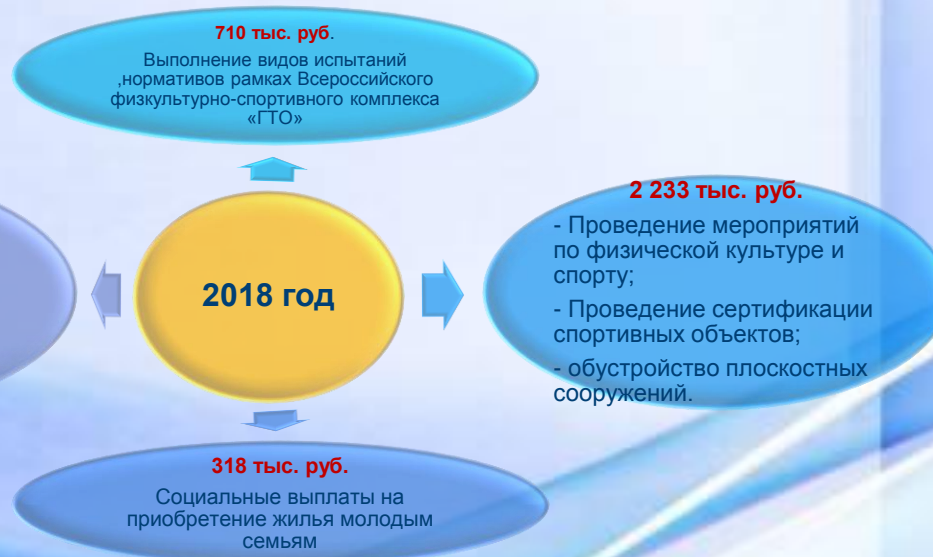 710 тыс. руб.
Выполнение видов испытаний
,нормативов рамках Всероссийского
физкультурно-спортивного комплекса
«ГТО»
2018 год
2 233 тыс. руб.
- Проведение мероприятий
по физической культуре и
спорту;
- Проведение сертификации
спортивных объектов;
- обустройство плоскостных
сооружений.
318 тыс. руб.
Социальные выплаты на
приобретение жилья молодым
семьям